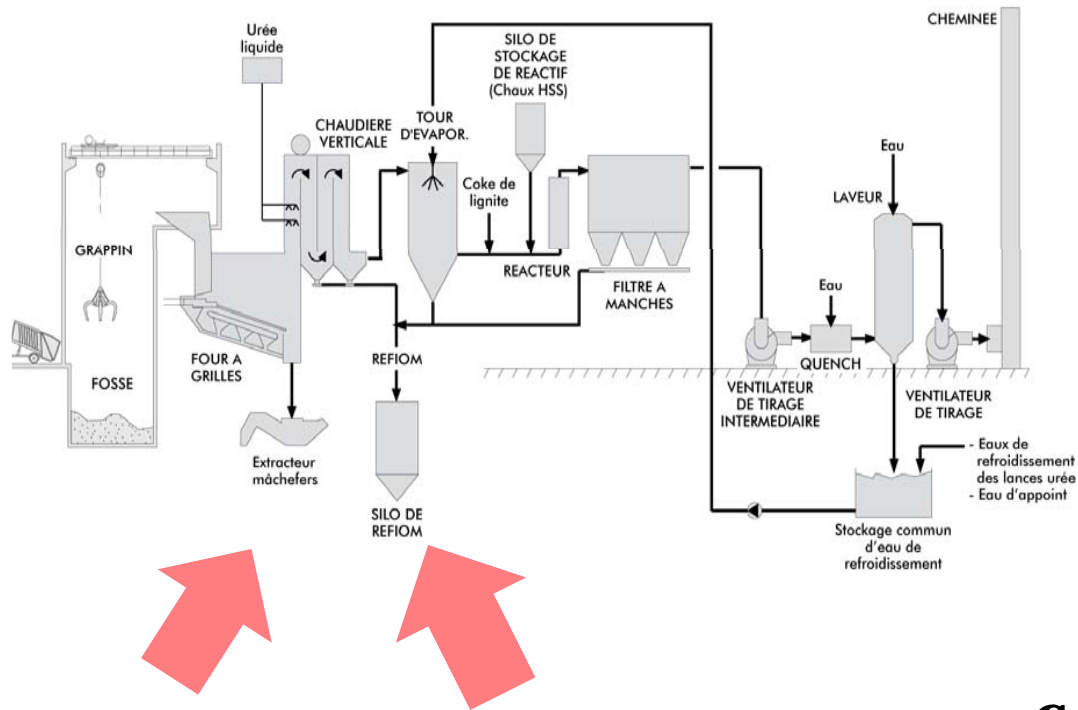 CHEMINEE
Urée
liquide
SILO DE
STOCKAGE
DE REACTIF
(Chaux HSS)
CHAUDIERE
VERTICALE
TOUR
D'EVAPOR.
Coke de
lignite
Eau
LAVEUR
GRAPPIN
REACTEUR
FILTRE A
MANCHES
Eau
FOUR A
GRILLES
REFIOM
QUENCH
FOSSE
VENTILATEUR
DE TIRAGE
INTERMEDIAIRE
VENTILATEUR
DE TIRAGE
Extracteur
mâchefers
- Eaux de
refroidissement
des lances urée
- Eau d'appoint
SILO DE
REFIOM
Stockage commun
d'eau de
refroidissement